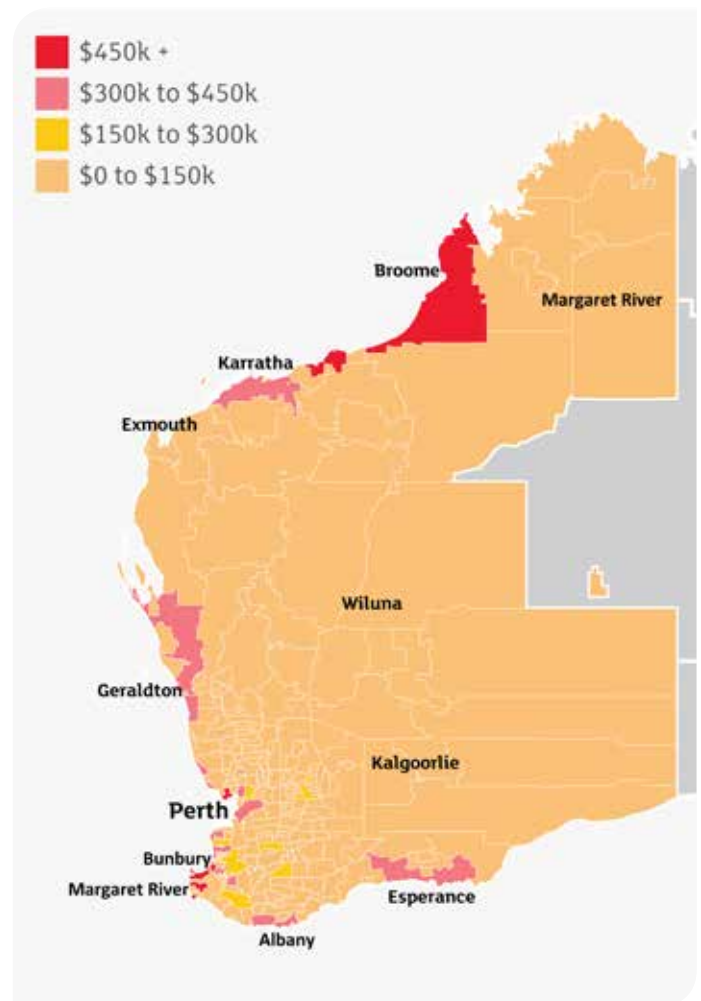 $450k +
$300k to $450k
$150k to $300k
$0 to $150k
Broome
Margaret River
Karratha
Exmouth
Wiluna
Geraldton
Kalgoorlie
Perth
Bunbury
Margaret River
Esperance
Albany